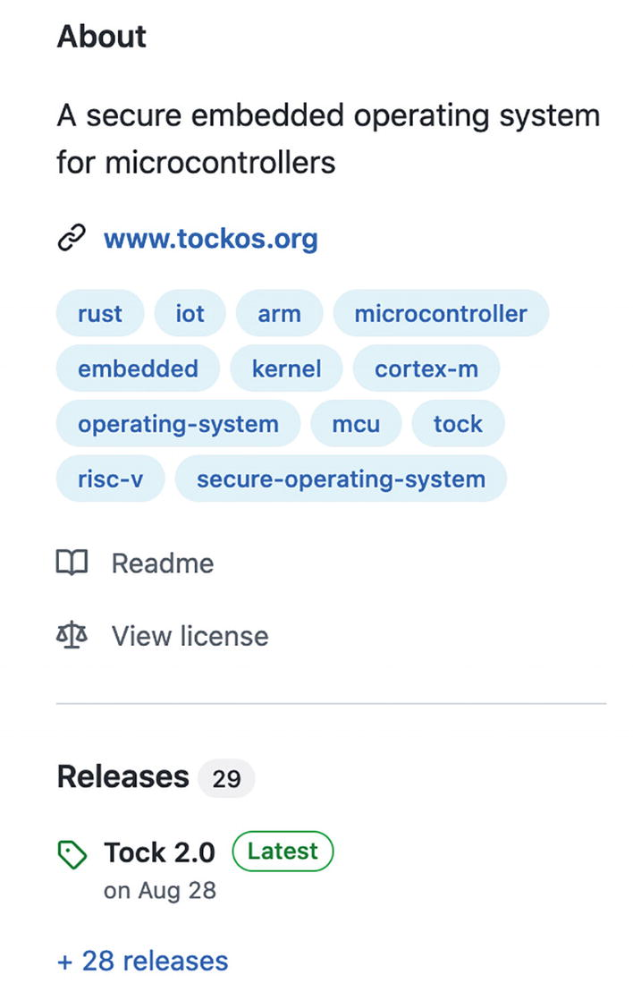 About
A secure embedded operating system
for microcontrollers
www.tockos.org
rust iot arm microcontroller
embedded kernel cortex-m
operating-system mcu tock
risc-v secure-operating-system
Readme
View license
Releases 29
Tock 2.0 Latest
on Aug 28
+ 28 releases